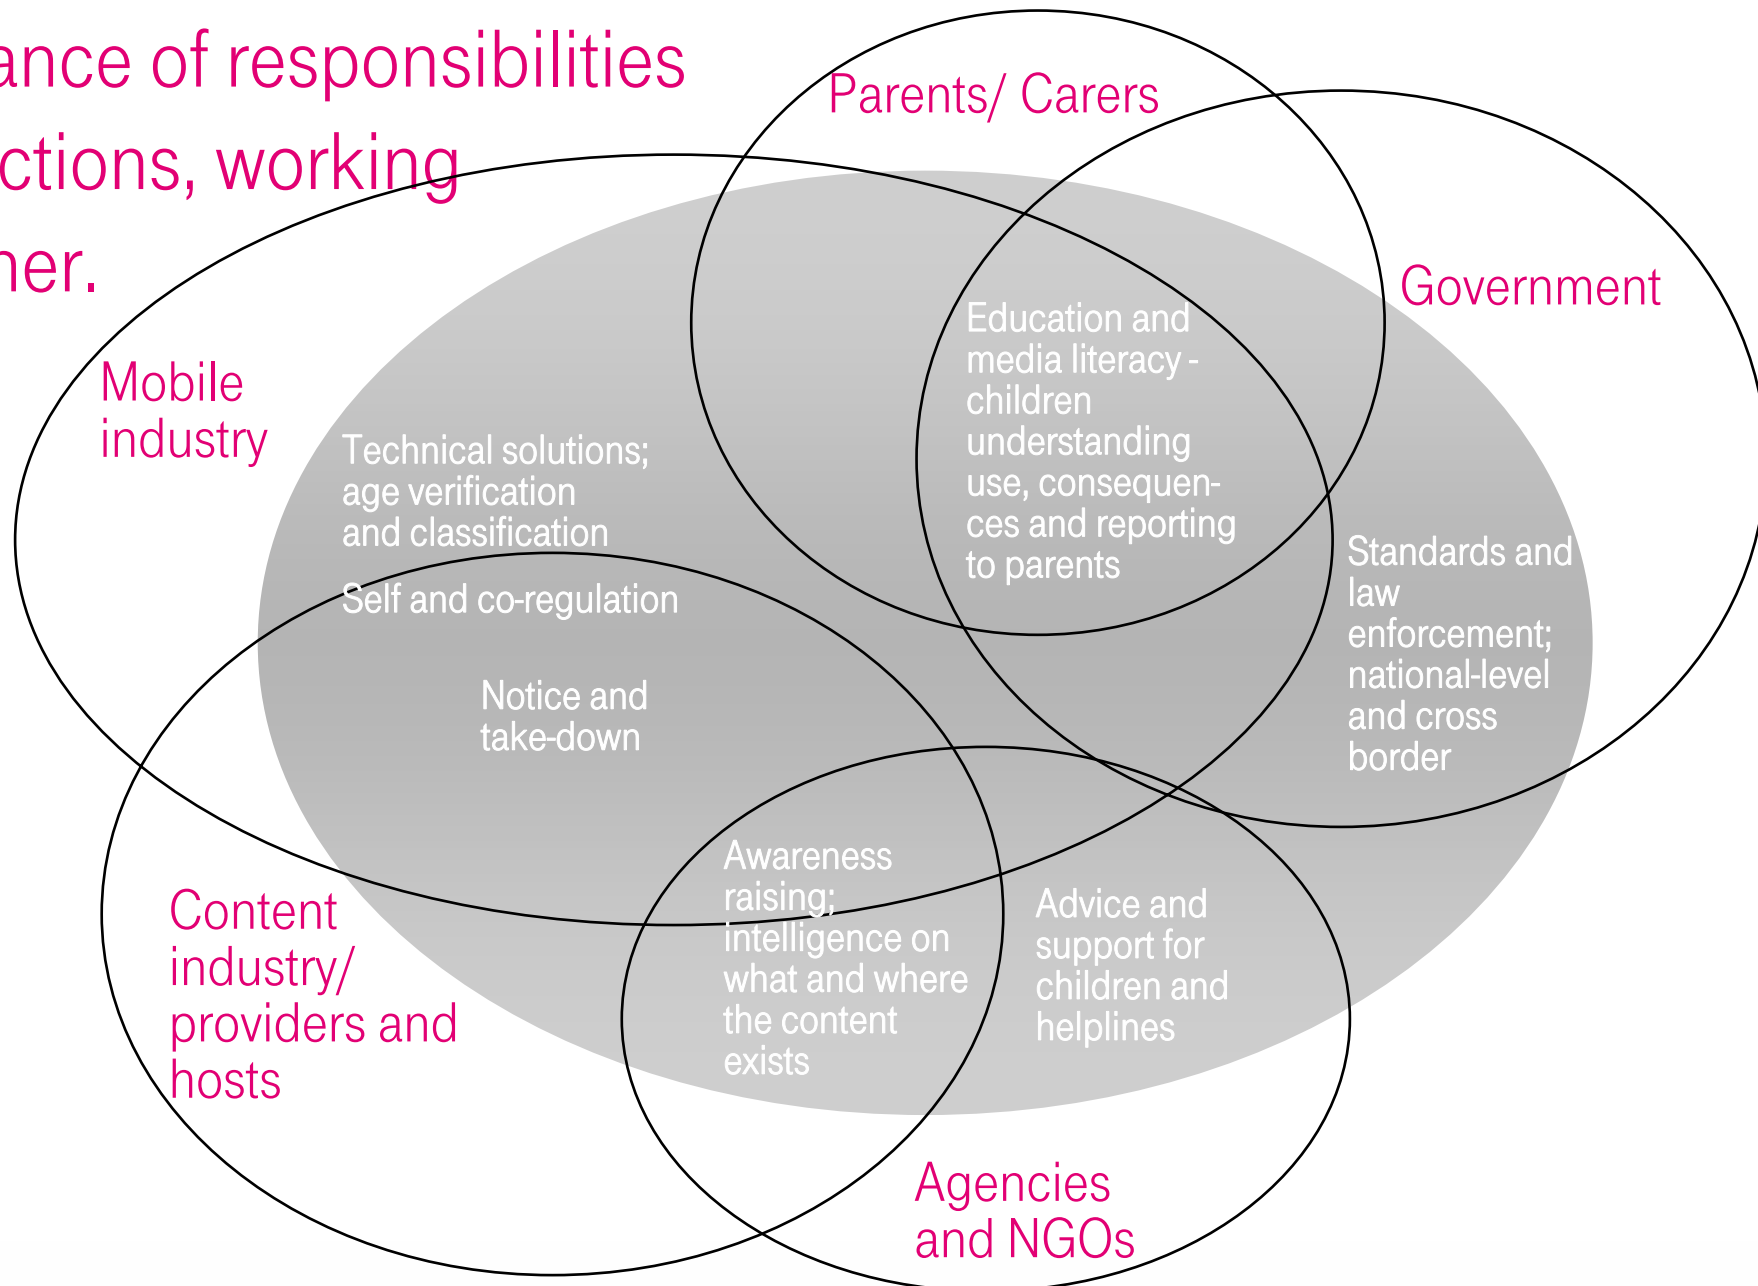 ance of responsibilities
ctions, working
ner.
Parents/ Carers
Government
Mobile
industry
Education and
media literacy -
children
understanding
use, consequen-
ces and reporting
to parents
Technical solutions;
age verification
and classification
Self and co-regulation
Notice and
take-down
Standards and
law
enforcement;
national-level
and cross
border
Awareness
raising;
intelligence on
what and where
the content
exists
Advice and
support for
children and
helplines
Content
industry/
providers and
hosts
Agencies
and NGOs